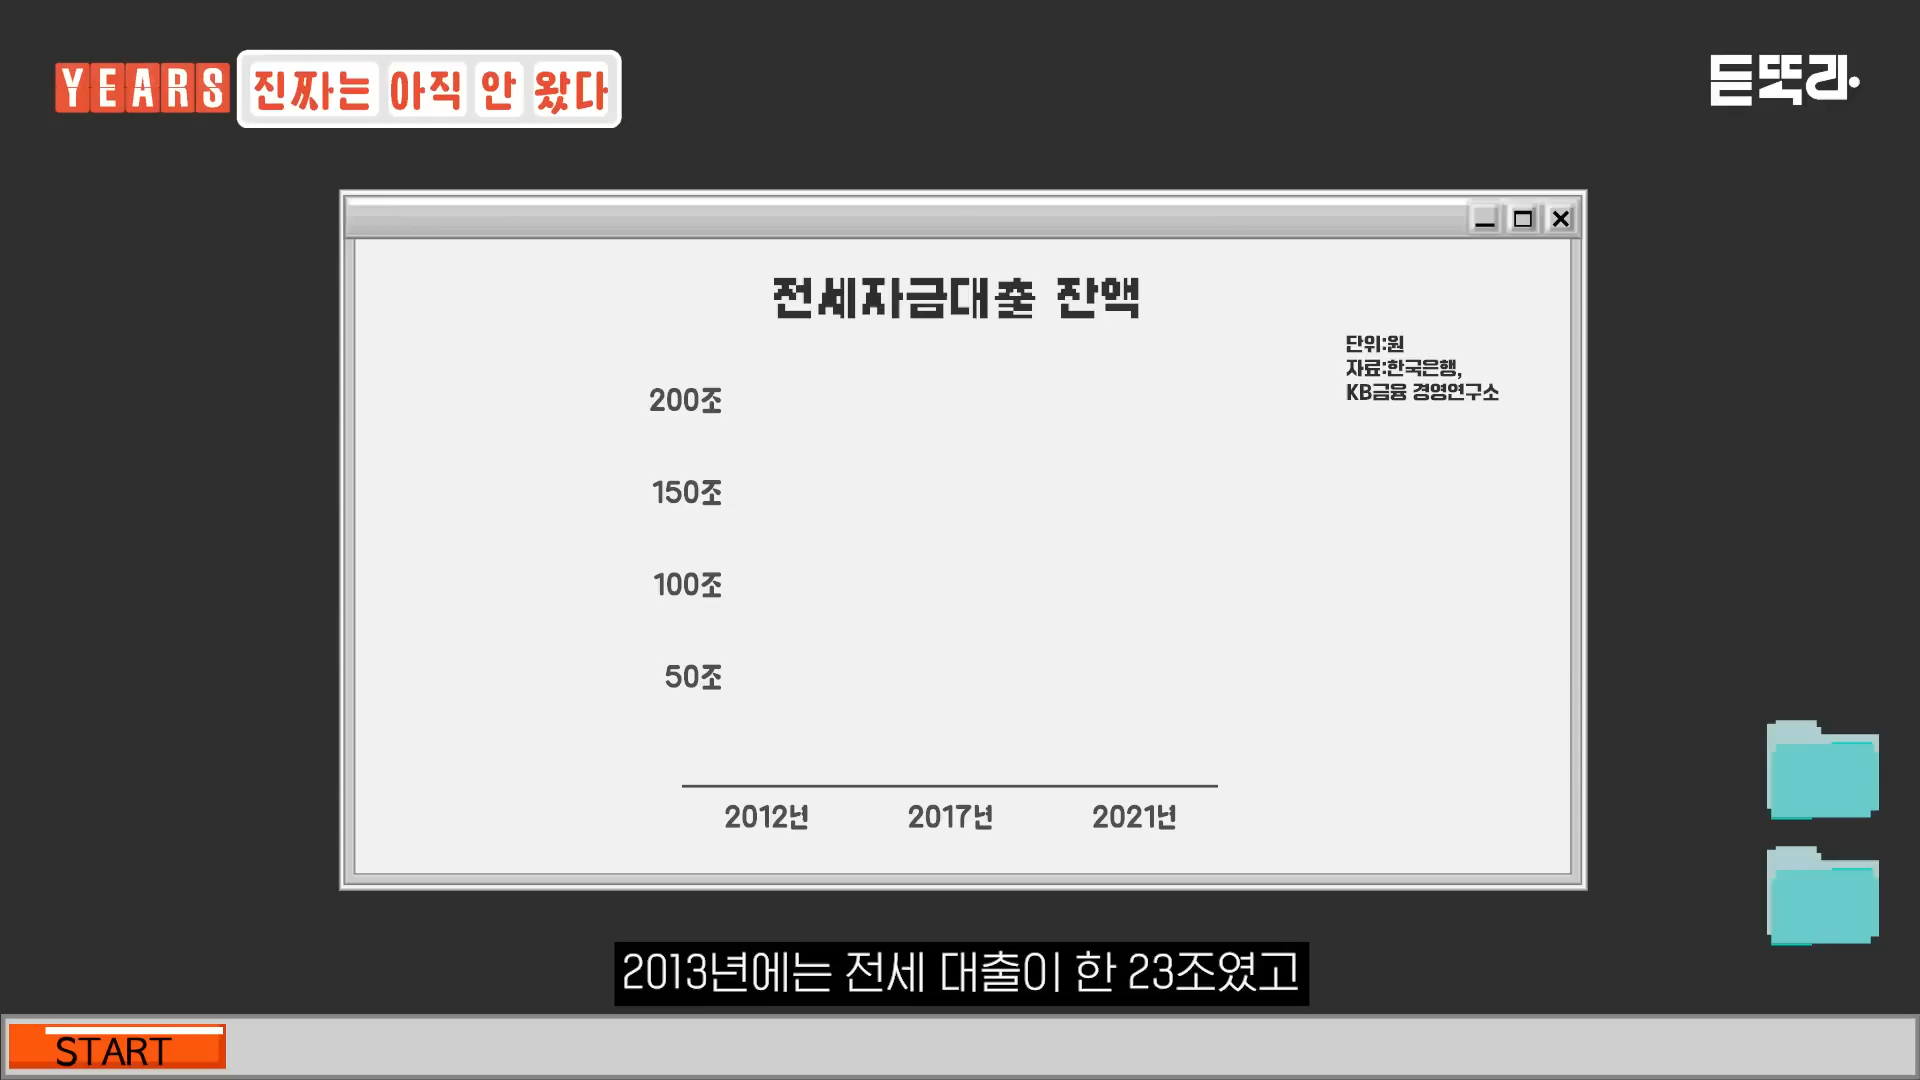 YEARS 진짜는 아직 안 왔다
듣똑라
전세자금대출 잔액
단위:원
자료:한국은행,
KB금융 경영연구소
200조
150조
100조
50조
2012년 2017년 2021년
2013년에는 전세 대출이 한 23조였고
START